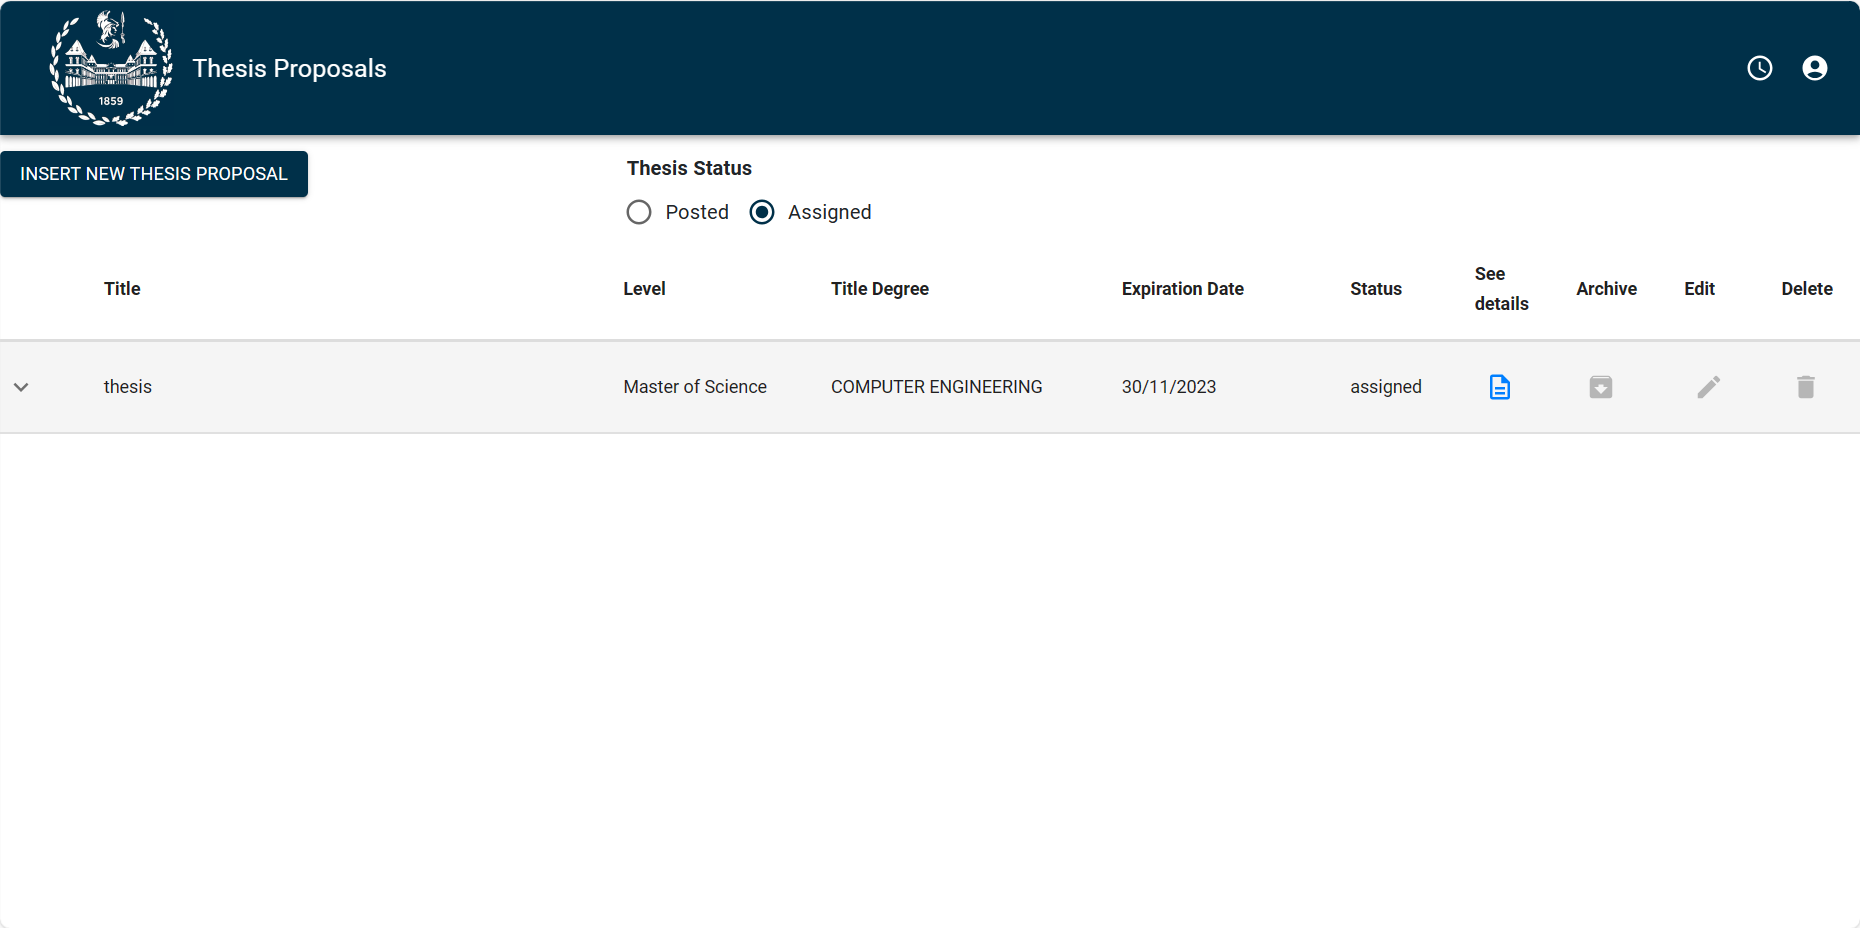 1859
Thesis Proposals
INSERT NEW THESIS PROPOSAL
Thesis Status
Posted
Assigned
Title
Level
Title Degree
Expiration Date
Status
See
details
Archive
Edit
Delete
thesis
Master of Science
COMPUTER ENGINEERING
30/11/2023
assigned